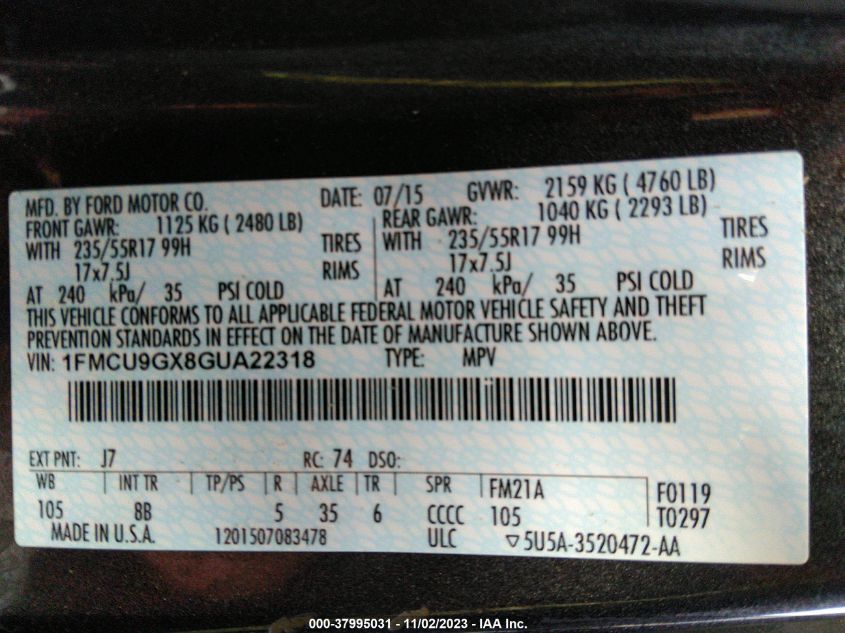 MFD. BY FORD MOTOR CO. DATE: 07/15 GVWR: 2159 KG ( 4760 LB)
FRONT GAWR: 1125 KG ( 2480 LB) REAR GAWR: 1040 KG ( 2293 LB)
WITH 235/55R17 99H TIRES WITH 235/55R17 99H TIRES
17x7.5J RIMS 17x7.5J RIMS
AT 240 kPa/ 35 PSI COLD AT 240 kPa/ 35 PSI COLD
THIS VEHICLE CONFORMS TO ALL APPLICABLE FEDERAL MOTOR VEHICLE SAFETY AND THEFT
PREVENTION STANDARDS IN EFFECT ON THE DATE OF MANUFACTURE SHOWN ABOVE.
VIN: 1FMCU9GX8GUA22318 TYPE: MPV
EXT PNT: J7 RC: 74 DSO:
WB INT TR TP/PS R AXLE TR SPR FM21A F0119
105 8B 5 35 6 CCCC 105 T0297
MADE IN U.S.A. 1201507083478 ULC ▽5U5A-3520472-AA
000-37995031 - 11/02/2023 - IAA Inc.